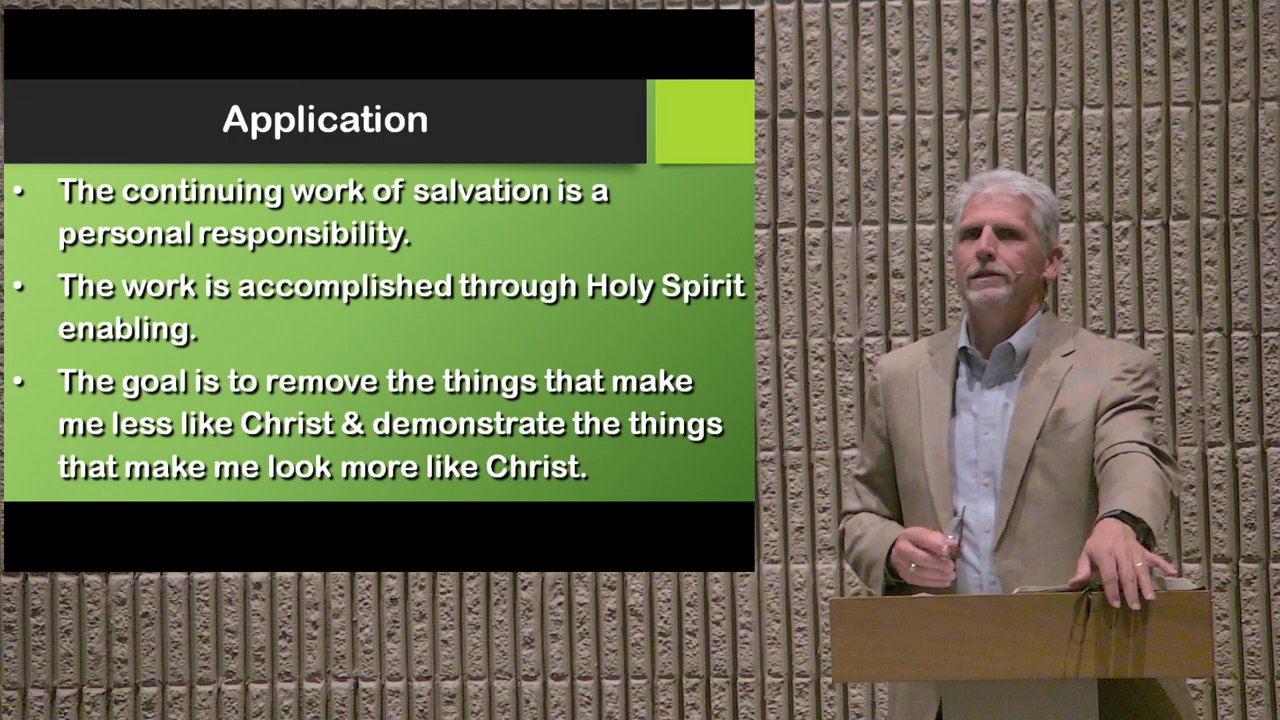 Application
• The continuing work of salvation is a
personal responsibility.
• The work is accomplished through Holy Spirit
enabling.
• The goal is to remove the things that make
me less like Christ & demonstrate the things
that make me look more like Christ.